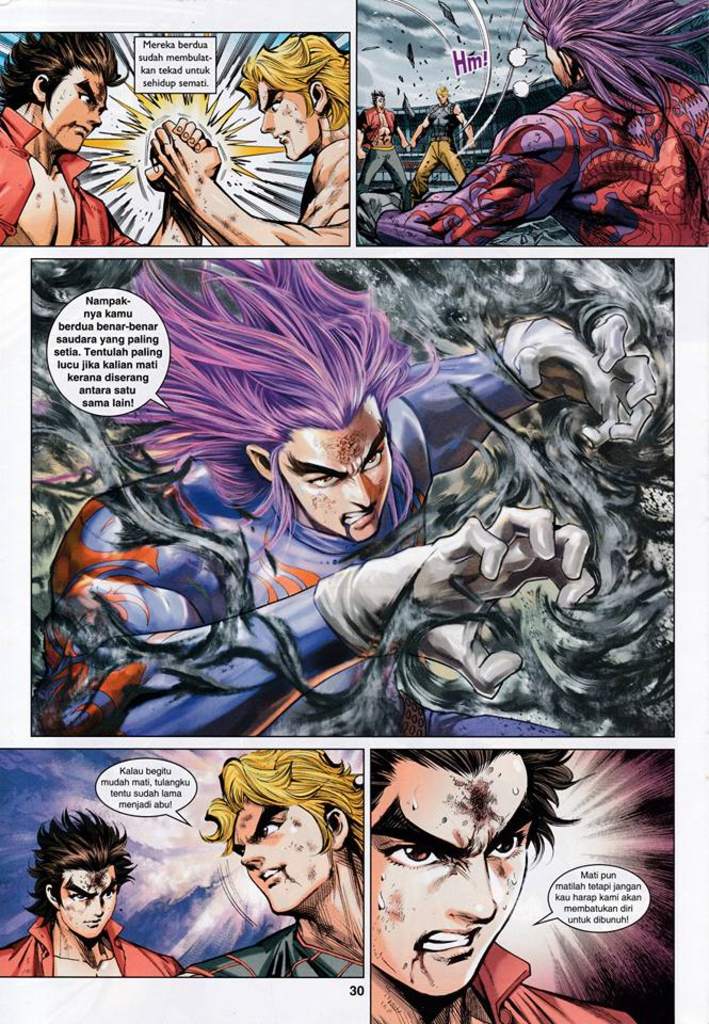 Mereka berdua
sudah membulat-
kan tekad untuk
sehidup semati.
Hm!
Nampak-
nya kamu
berdua benar-benar
saudara yang paling
setia. Tentulah paling
lucu jika kalian mati
kerana diserang
antara satu
sama lain!
Kalau begitu
mudah mati, tulangku
tentu sudah lama
menjadi abu!
Mati pun
matilah tetapi jangan
kau harap kami akan
membatukan diri
untuk dibunuh!
30